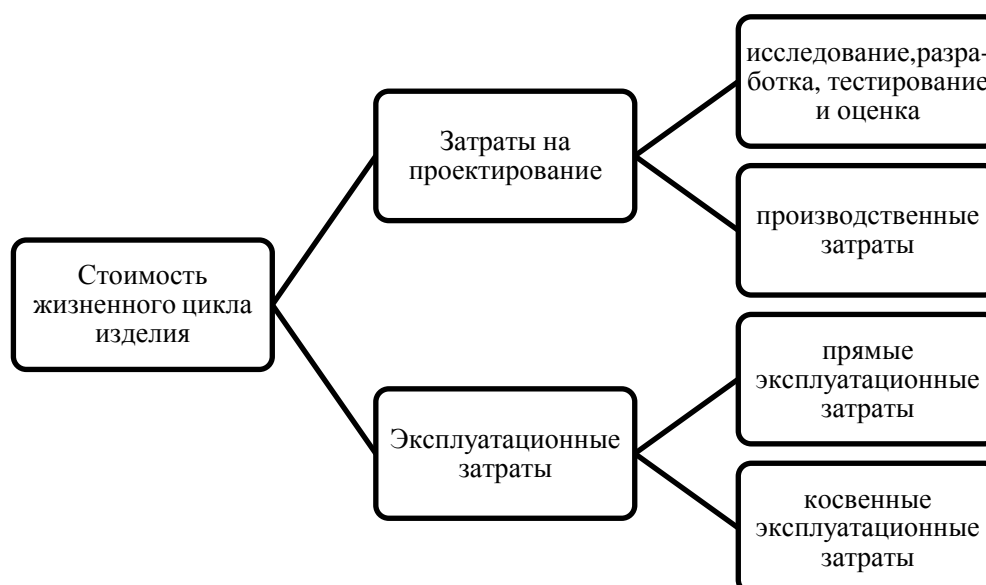 Стоимость
жизненного цикла
изделия
Затраты на
проектирование
исследование,разра-
ботка, тестирование
и оценка
производственные
затраты
Эксплуатационные
затраты
прямые
эксплуатационные
затраты
косвенные
эксплуатационные
затраты